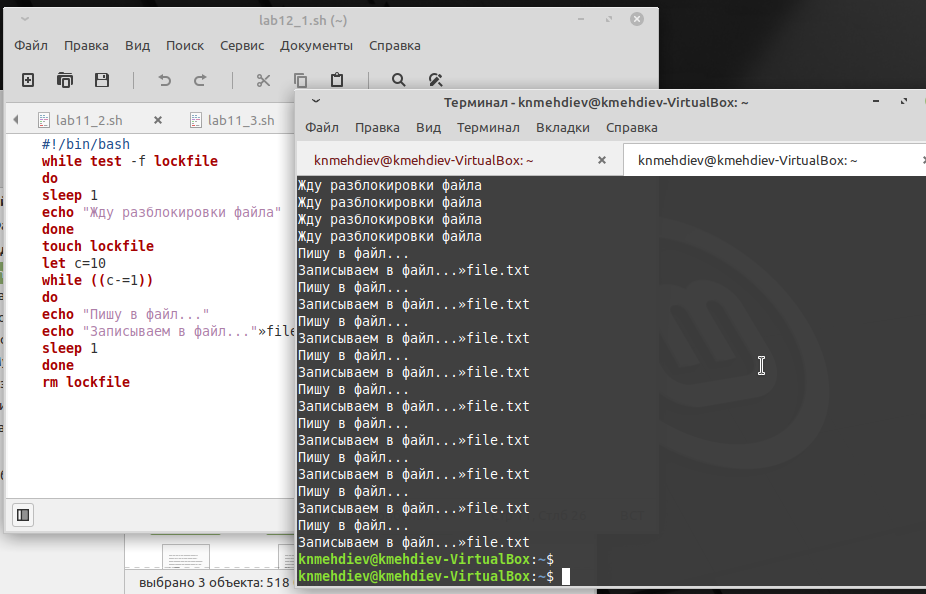 lab12_1.sh (~)
Файл Правка Вид Поиск Сервис Документы Справка
lab11_2.sh lab11_3.sh
#!/bin/bash
while test -f lockfile
do
sleep 1
echo "Жду разблокировки файла"
done
touch lockfile
let c=10
while ((c-=1))
do
echo "Пишу в файл..."
echo "Записываем в файл..."»file
sleep 1
done
rm lockfile
выбрано 3 объекта: 518
Терминал - knmehdiev@kmehdiev-VirtualBox: ~
Файл Правка Вид Терминал Вкладки Справка
knmehdiev@kmehdiev-VirtualBox: ~ knmehdiev@kmehdiev-VirtualBox: ~
Жду разблокировки файла
Жду разблокировки файла
Жду разблокировки файла
Жду разблокировки файла
Пишу в файл...
Записываем в файл...»file.txt
Пишу в файл...
Записываем в файл...»file.txt
Пишу в файл...
Записываем в файл...»file.txt
Пишу в файл...
Записываем в файл...»file.txt
Пишу в файл...
Записываем в файл...»file.txt
Пишу в файл...
Записываем в файл...»file.txt
Пишу в файл...
Записываем в файл...»file.txt
Пишу в файл...
Записываем в файл...»file.txt
Пишу в файл...
Записываем в файл...»file.txt
knmehdiev@kmehdiev-VirtualBox:~$
knmehdiev@kmehdiev-VirtualBox:~$